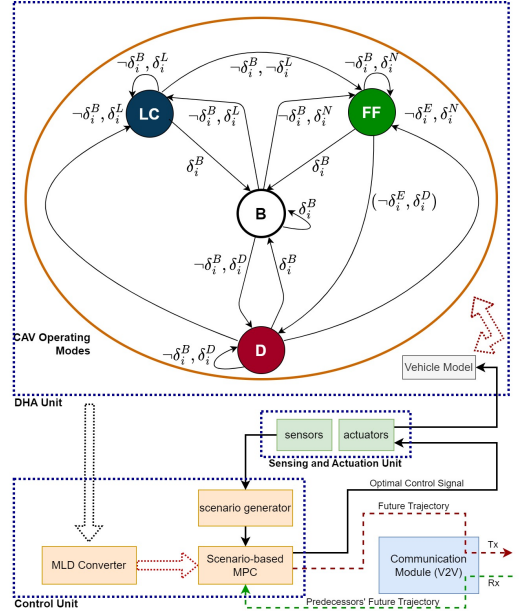 ¬δ_i^B, δ_i^L
¬δ_i^B, ¬δ_i^L
¬δ_i^B, δ_i^N
¬δ_i^B, δ_i^L
LC
¬δ_i^B, δ_i^L
¬δ_i^B, δ_i^N
FF
¬δ_i^E, δ_i^N
δ_i^B
δ_i^B
B
δ_i^B
(¬δ_i^E, δ_i^D)
¬δ_i^B, δ_i^D
δ_i^B
CAV Operating
Modes
D
¬δ_i^B, δ_i^D
Vehicle Model
DHA Unit
sensors
actuators
Sensing and Actuation Unit
Optimal Control Signal
scenario generator
Future Trajectory
MLD Converter
Scenario-based
MPC
Communication
Module (V2V)
Tx
Rx
Control Unit
Predecessors' Future Trajectory